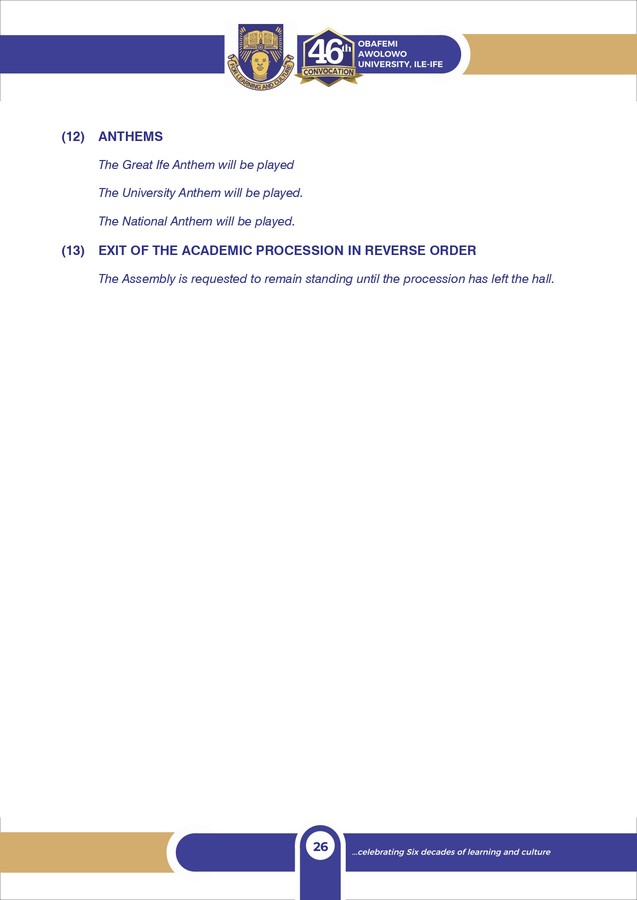 FOR LEARNING AND CULTURE
46th
CONVOCATION
OBAFEMI
AWOLOWO
UNIVERSITY, ILE-IFE
(12) ANTHEMS
The Great Ife Anthem will be played
The University Anthem will be played.
The National Anthem will be played.
(13) EXIT OF THE ACADEMIC PROCESSION IN REVERSE ORDER
The Assembly is requested to remain standing until the procession has left the hall.
26
...celebrating Six decades of learning and culture